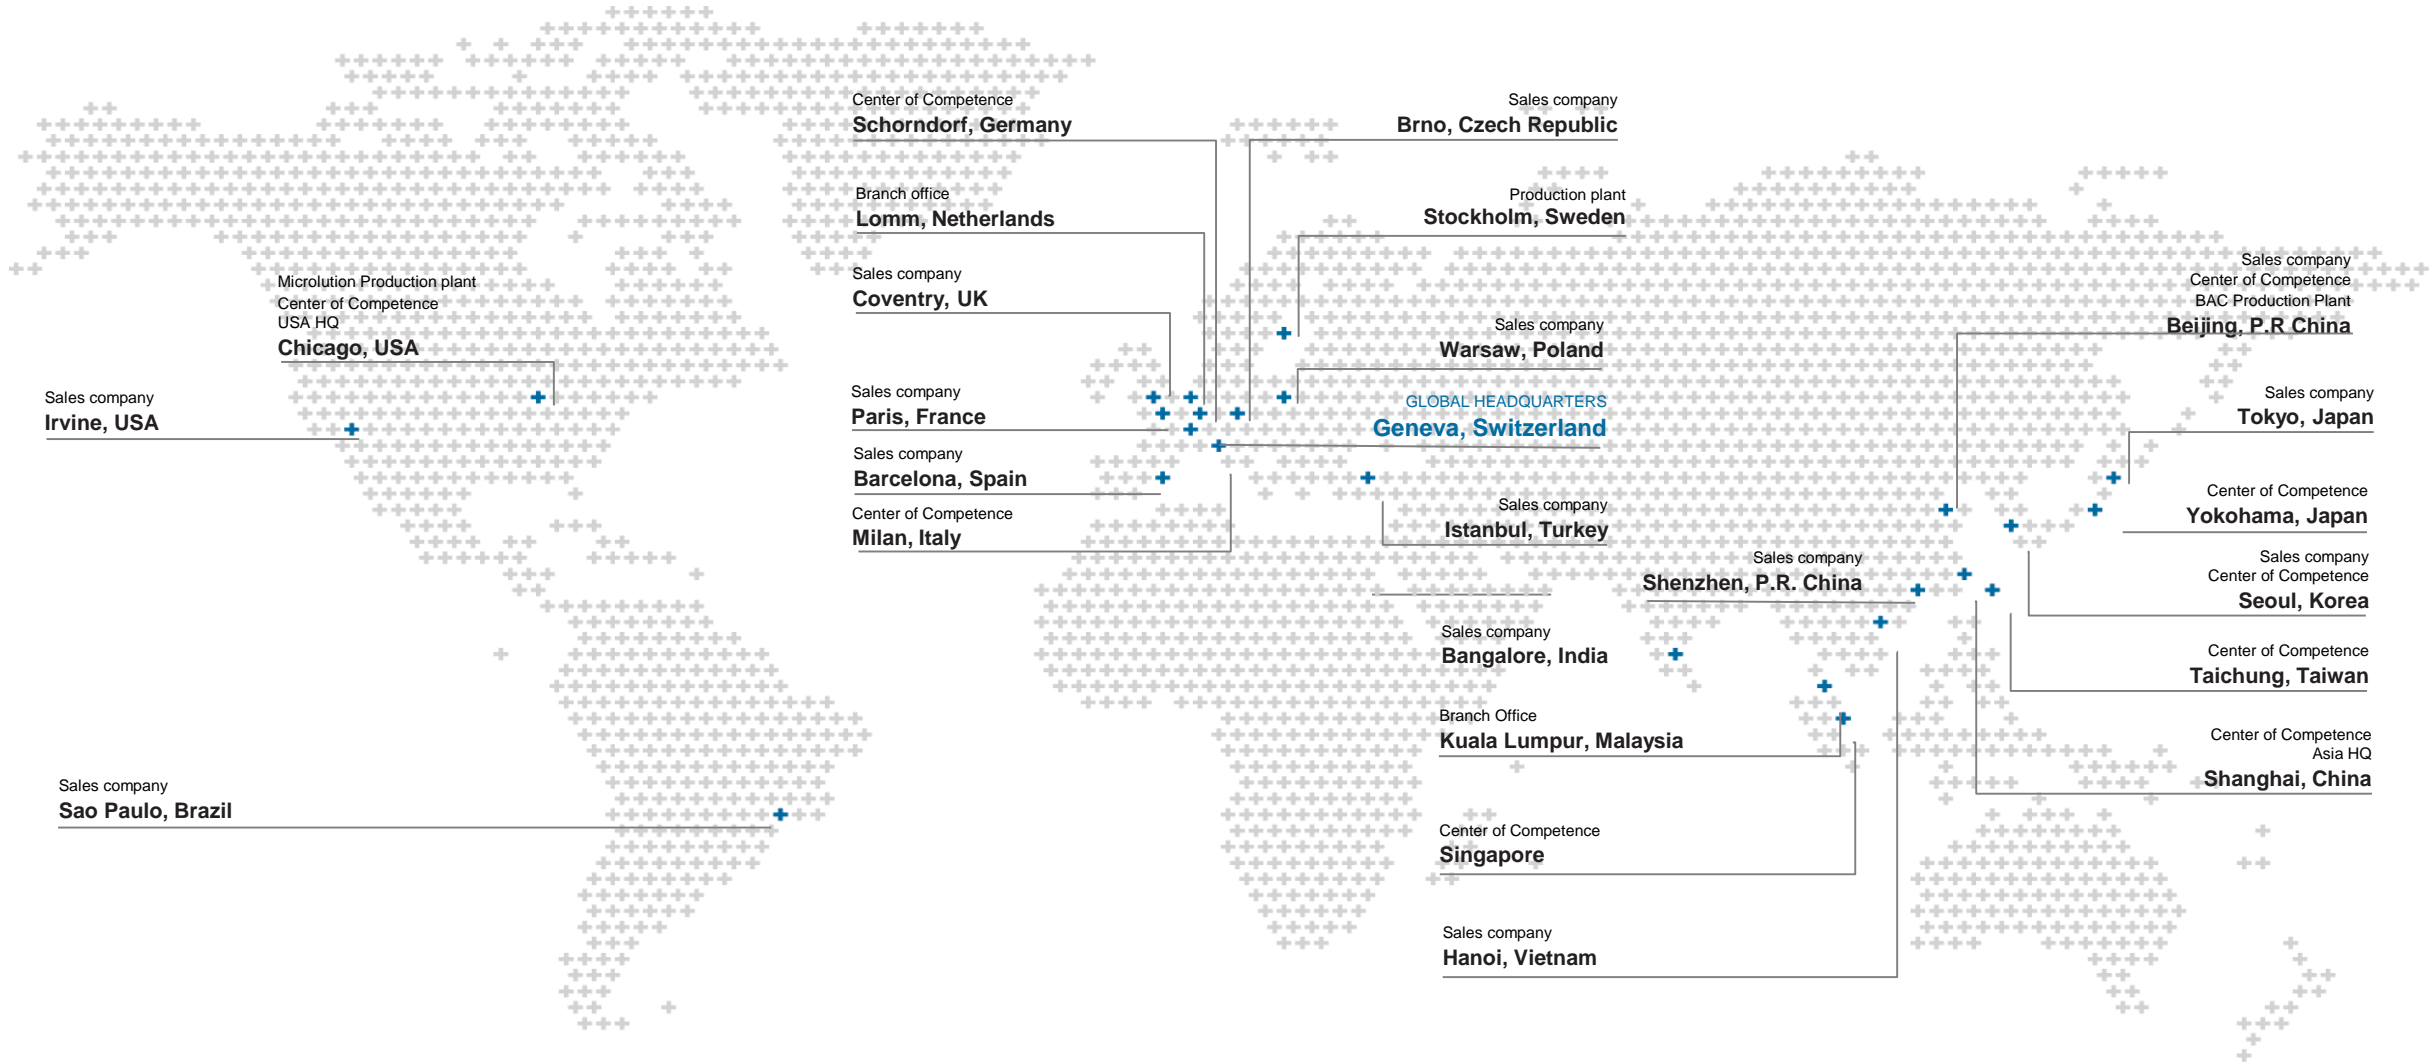 Center of Competence
Schorndorf, Germany
Sales company
Brno, Czech Republic
Branch office
Lomm, Netherlands
Production plant
Stockholm, Sweden
Sales company
Coventry, UK
Microlution Production plant
Center of Competence
USA HQ
Chicago, USA
Sales company
Center of Competence
BAC Production Plant
Beijing, P.R China
Sales company
Warsaw, Poland
Sales company
Irvine, USA
Sales company
Paris, France
GLOBAL HEADQUARTERS
Geneva, Switzerland
Sales company
Tokyo, Japan
Sales company
Barcelona, Spain
Center of Competence
Milan, Italy
Sales company
Istanbul, Turkey
Center of Competence
Yokohama, Japan
Sales company
Shenzhen, P.R. China
Sales company
Center of Competence
Seoul, Korea
Sales company
Bangalore, India
Center of Competence
Taichung, Taiwan
Branch Office
Kuala Lumpur, Malaysia
Center of Competence
Asia HQ
Shanghai, China
Sales company
Sao Paulo, Brazil
Center of Competence
Singapore
Sales company
Hanoi, Vietnam